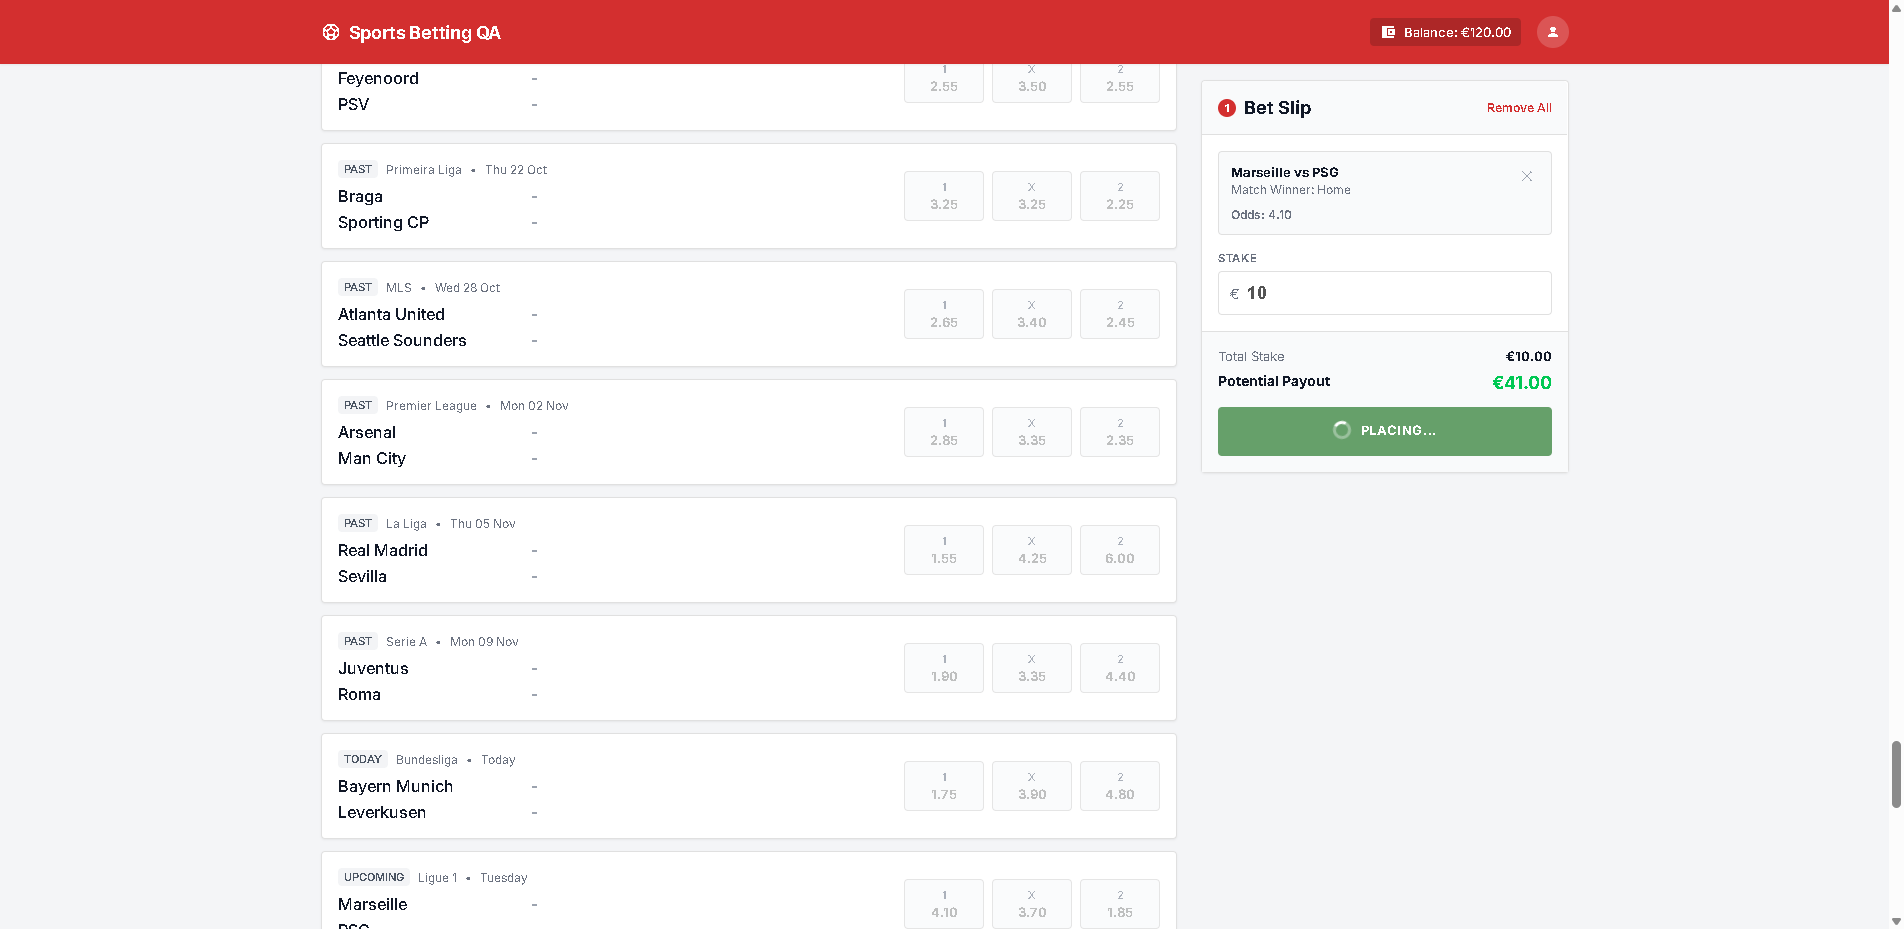 Sports Betting QA
Balance: €120.00
Feyenoord -
PSV -
1 X 2
2.55 3.50 2.55
PAST Primeira Liga • Thu 22 Oct
Braga -
Sporting CP -
1 X 2
3.25 3.25 2.25
PAST MLS • Wed 28 Oct
Atlanta United -
Seattle Sounders -
1 X 2
2.65 3.40 2.45
PAST Premier League • Mon 02 Nov
Arsenal -
Man City -
1 X 2
2.85 3.35 2.35
PAST La Liga • Thu 05 Nov
Real Madrid -
Sevilla -
1 X 2
1.55 4.25 6.00
PAST Serie A • Mon 09 Nov
Juventus -
Roma -
1 X 2
1.90 3.35 4.40
TODAY Bundesliga • Today
Bayern Munich -
Leverkusen -
1 X 2
1.75 3.90 4.80
UPCOMING Ligue 1 • Tuesday
Marseille -
PSG
1 X 2
4.10 3.70 1.85
1 Bet Slip Remove All
Marseille vs PSG
Match Winner: Home
Odds: 4.10
STAKE
€ 10
Total Stake €10.00
Potential Payout €41.00
PLACING...